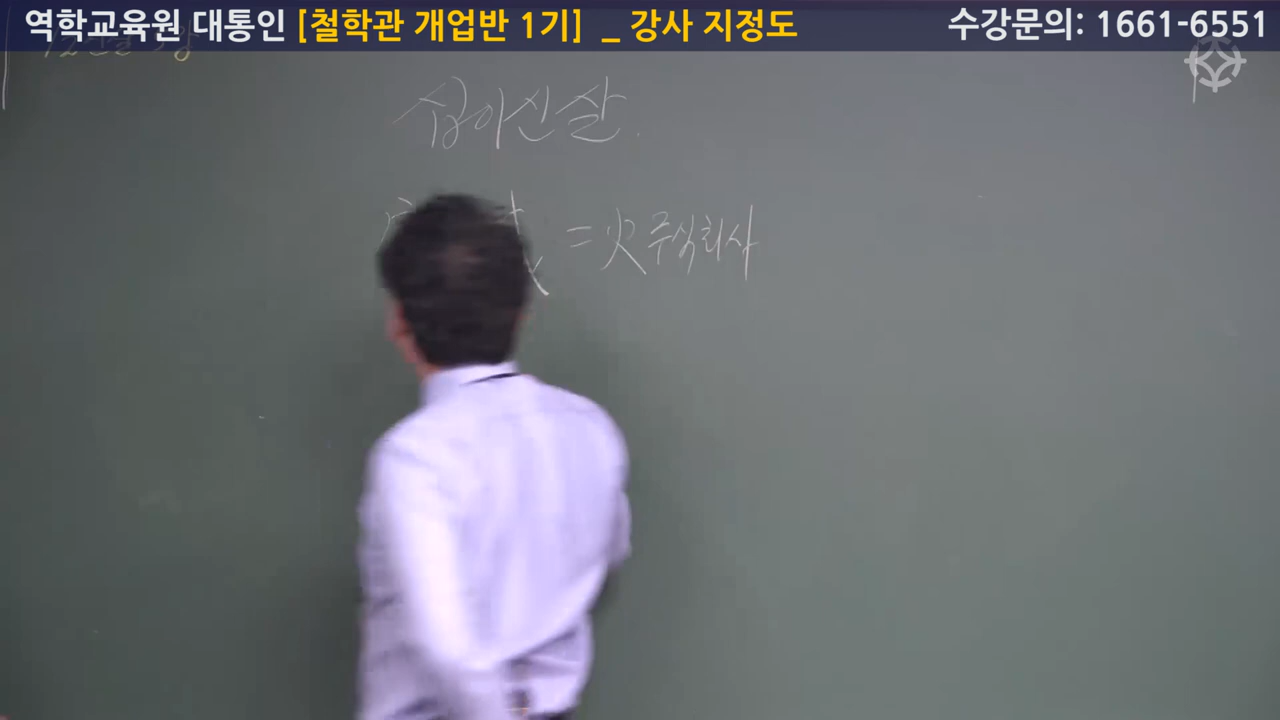 역학교육원 대통인 [철학관 개업반 1기] _ 강사 지정도
수강문의: 1661-6551
십이신살.
= 火 주식회사